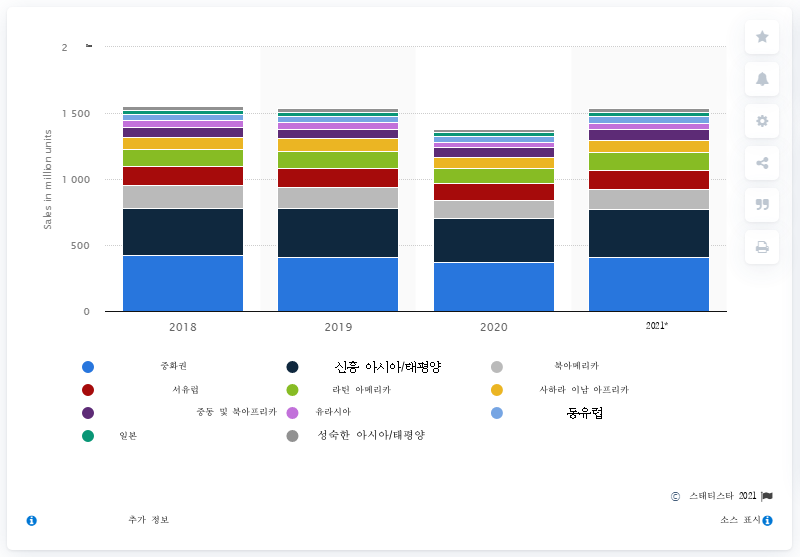 2
1 500
1 000
500
0
Sales in million units
2018 2019 2020 2021*
중화권 신흥 아시아/태평양 북아메리카
서유럽 라틴 아메리카 사하라 이남 아프리카
중동 및 북아프리카 유라시아 동유럽
일본 성숙한 아시아/태평양
© 스태티스타 2021
추가 정보 소스 표시